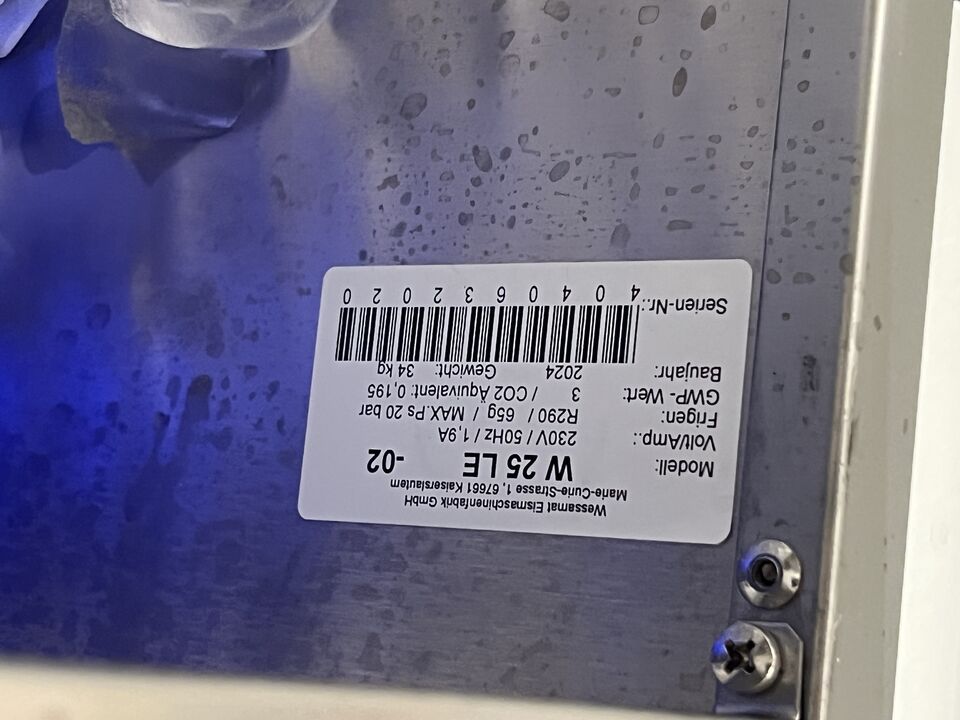 Wessamat Eismaschinenfabrik GmbH
Marie-Curie-Strasse 1, 67661 Kaiserslautern
Modell: W 25 LE -02
Volt/Amp.: 230V / 50Hz / 1,9A
Frigen: R290 / 65g / MAX.Ps 20 bar
GWP- Wert: 3 / CO2 Äquivalent: 0,195
Baujahr: 2024 Gewicht: 34 kg
Serien-Nr.: 4 0 4 0 6 3 2 0 2 0